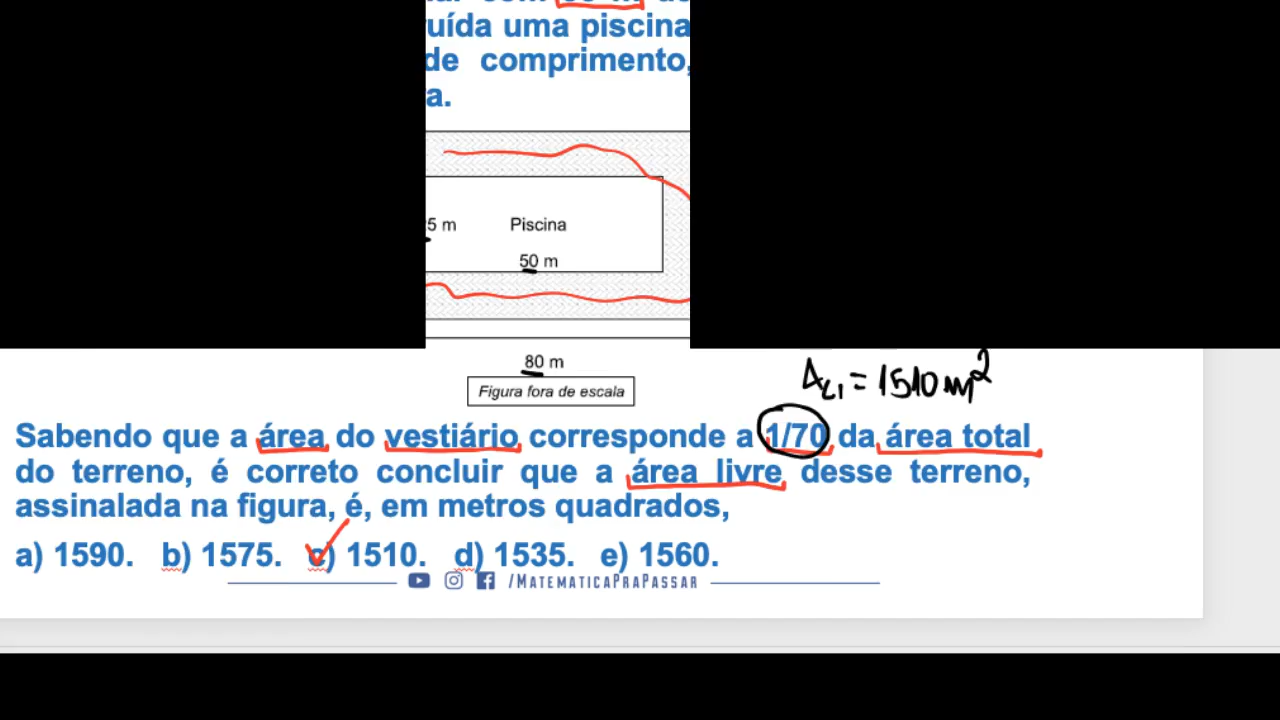 uma piscina
de comprimento,
a.
5 m Piscina
50 m
80 m
Figura fora de escala
A_L1 = 1510 m²
Sabendo que a área do vestiário corresponde a 1/70 da área total
do terreno, é correto concluir que a área livre desse terreno,
assinalada na figura, é, em metros quadrados,
a) 1590. b) 1575. c) 1510. d) 1535. e) 1560.
/MatematicaPraPassar